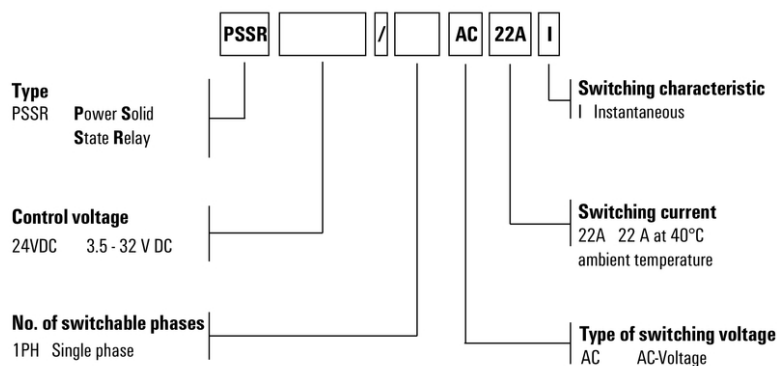 PSSR / AC 22A I
Type
PSSR Power Solid
State Relay
Control voltage
24VDC 3.5 - 32 V DC
No. of switchable phases
1PH Single phase
Switching characteristic
I Instantaneous
Switching current
22A 22 A at 40°C
ambient temperature
Type of switching voltage
AC AC-Voltage